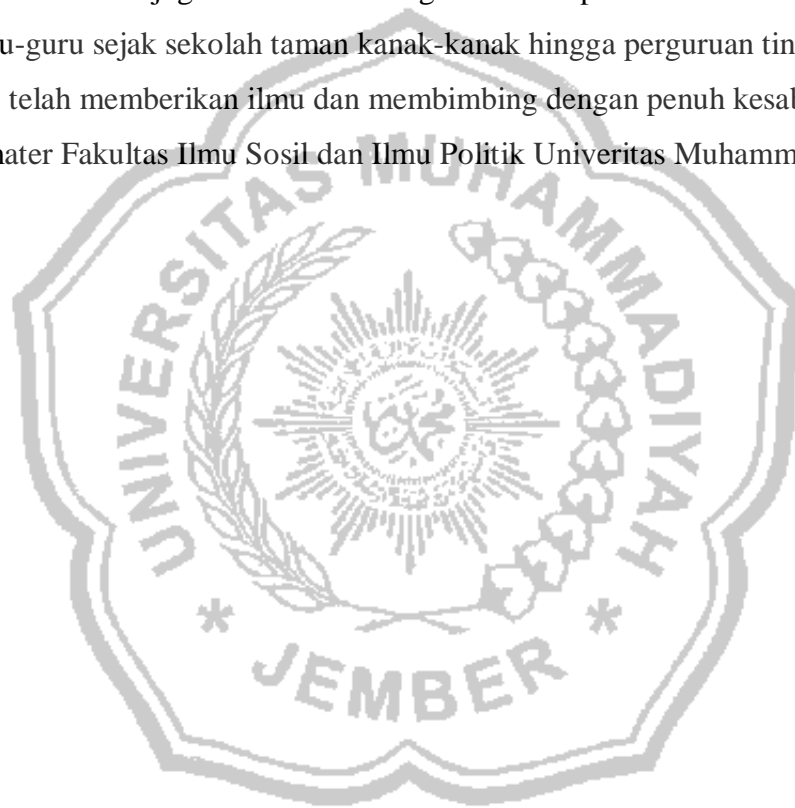 u-guru sejak sekolah taman kanak-kanak hingga perguruan tin
telah memberikan ilmu dan membimbing dengan penuh kesab
nater Fakultas Ilmu Sosil dan Ilmu Politik Univeritas Muhamm
UNIVERSITAS MUHAMMADIYAH
* JEMBER *